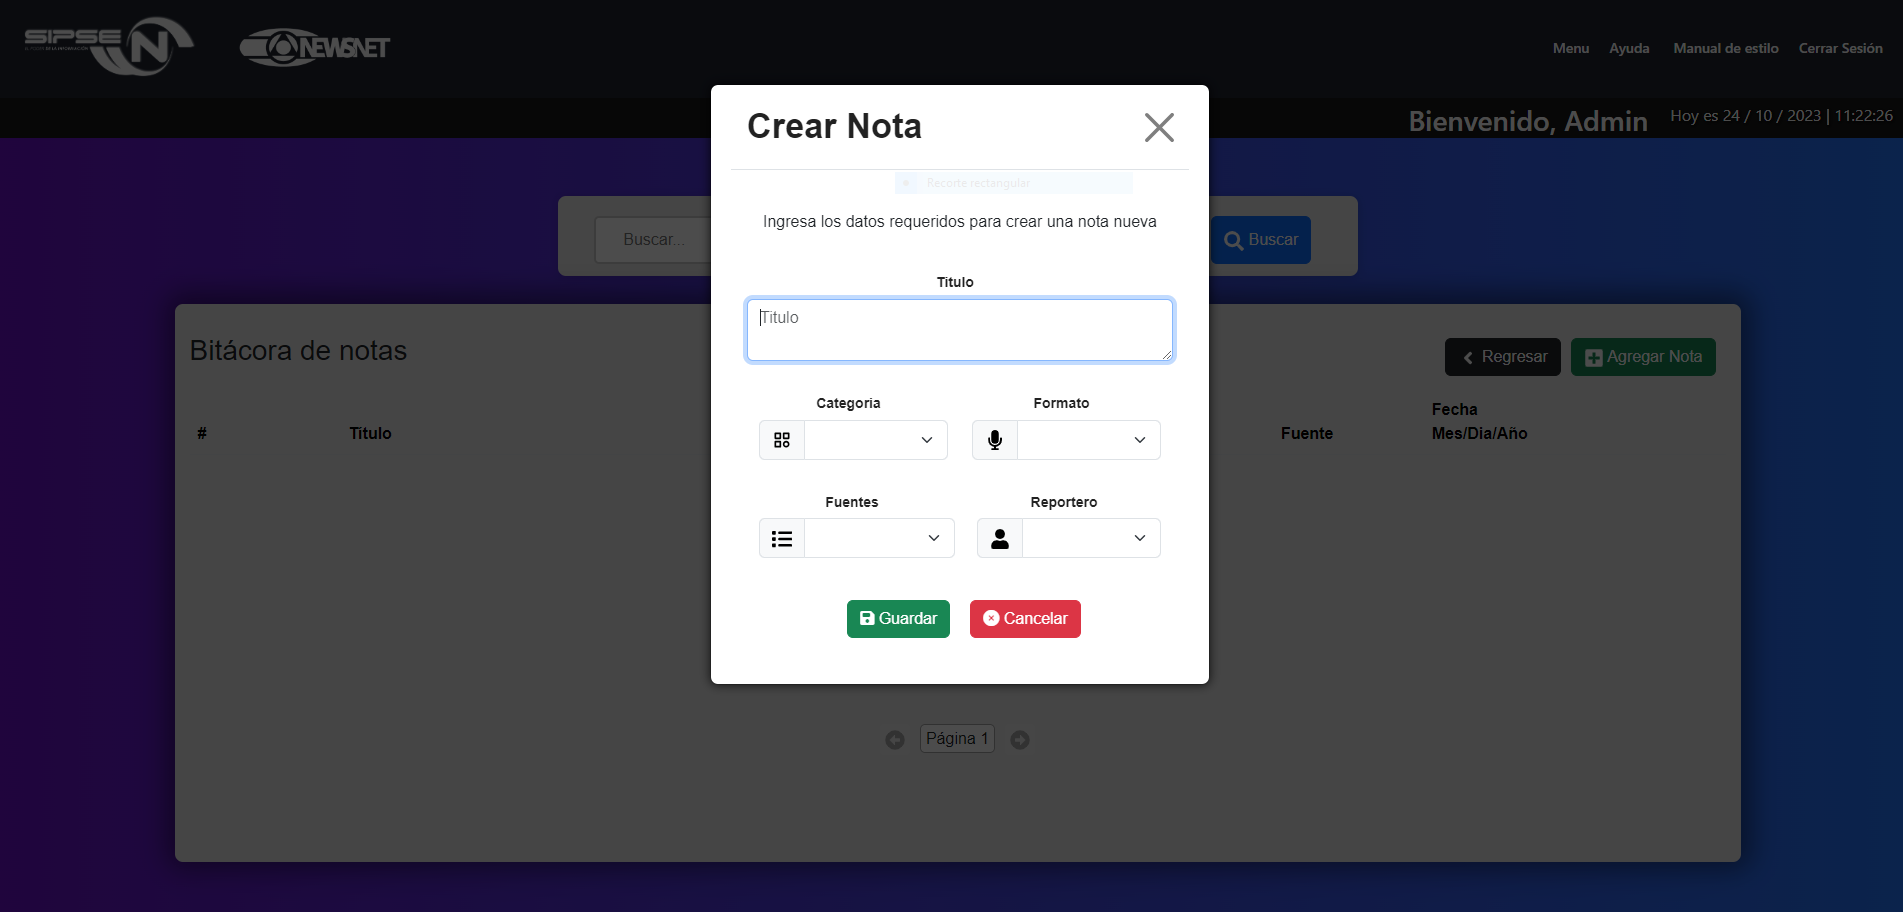 SIPSE
N
NEWSNET
Menu Ayuda Manual de estilo Cerrar Sesión
Bienvenido, Admin Hoy es 24 / 10 / 2023 | 11:22:26
Crear Nota
Recorte rectangular
Ingresa los datos requeridos para crear una nota nueva
Buscar... Buscar
Titulo
Titulo
Bitácora de notas
Regresar Agregar Nota
Categoria Formato
# Titulo Fuente Fecha
Mes/Dia/Año
Fuentes Reportero
Guardar Cancelar
Página 1